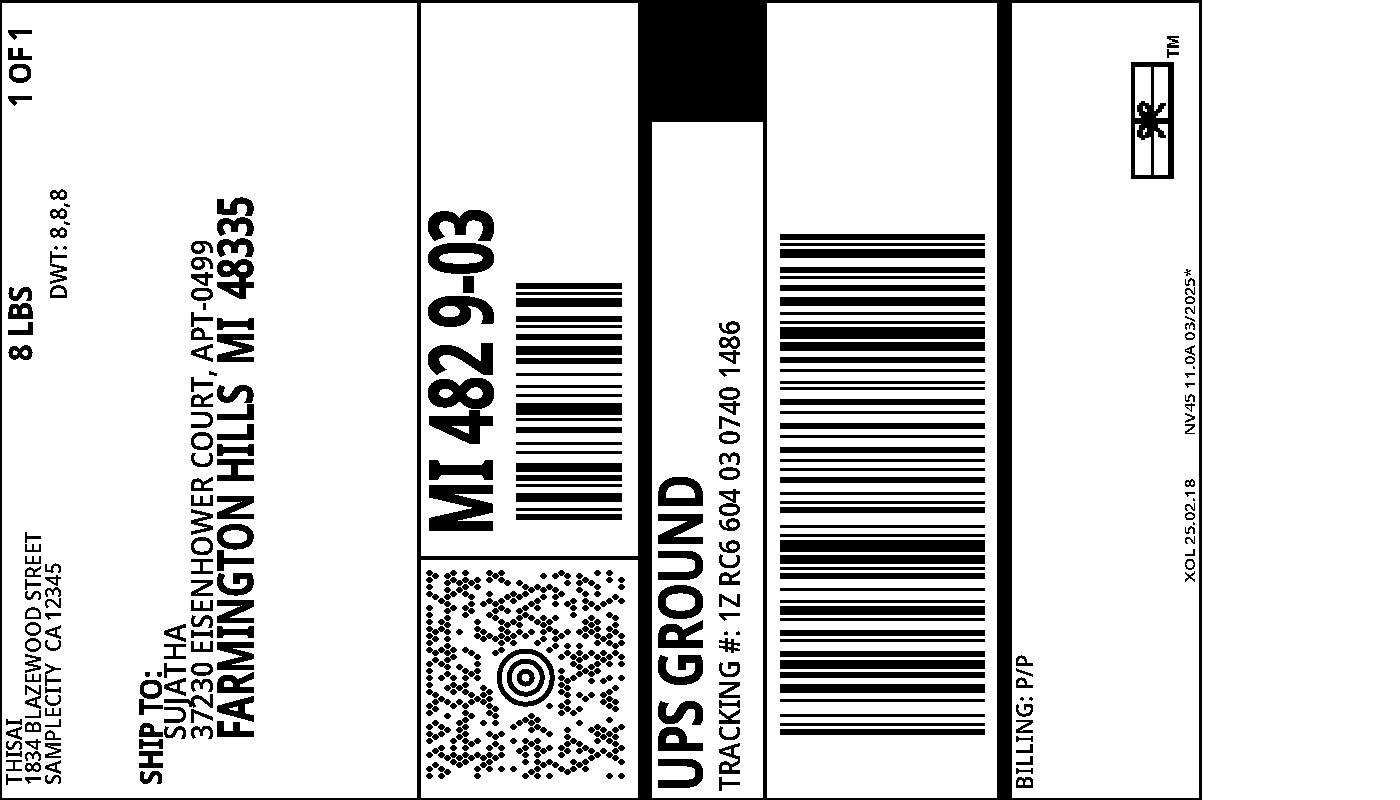 THISAI
1834 BLAZEWOOD STREET
SAMPLECITY CA 12345
8 LBS
1 OF 1
DWT: 8,8,8
SHIP TO:
SUJATHA
37230 EISENHOWER COURT, APT-0499
FARMINGTON HILLS MI 48335
MI 482 9-03
UPS GROUND
TRACKING #: 1Z RC6 604 03 0740 1486
BILLING: P/P
XOL 25.02.18
NV45 11.0A 03/2025*
TM